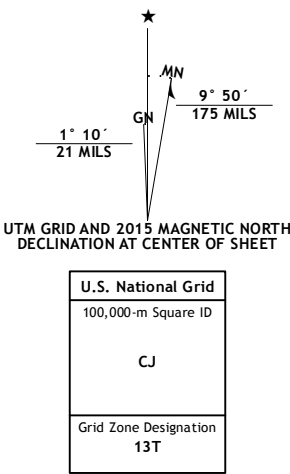 ★
MN
GN
9° 50´
175 MILS
1° 10´
21 MILS
UTM GRID AND 2015 MAGNETIC NORTH
DECLINATION AT CENTER OF SHEET
U.S. National Grid
100,000-m Square ID
CJ
Grid Zone Designation
13T